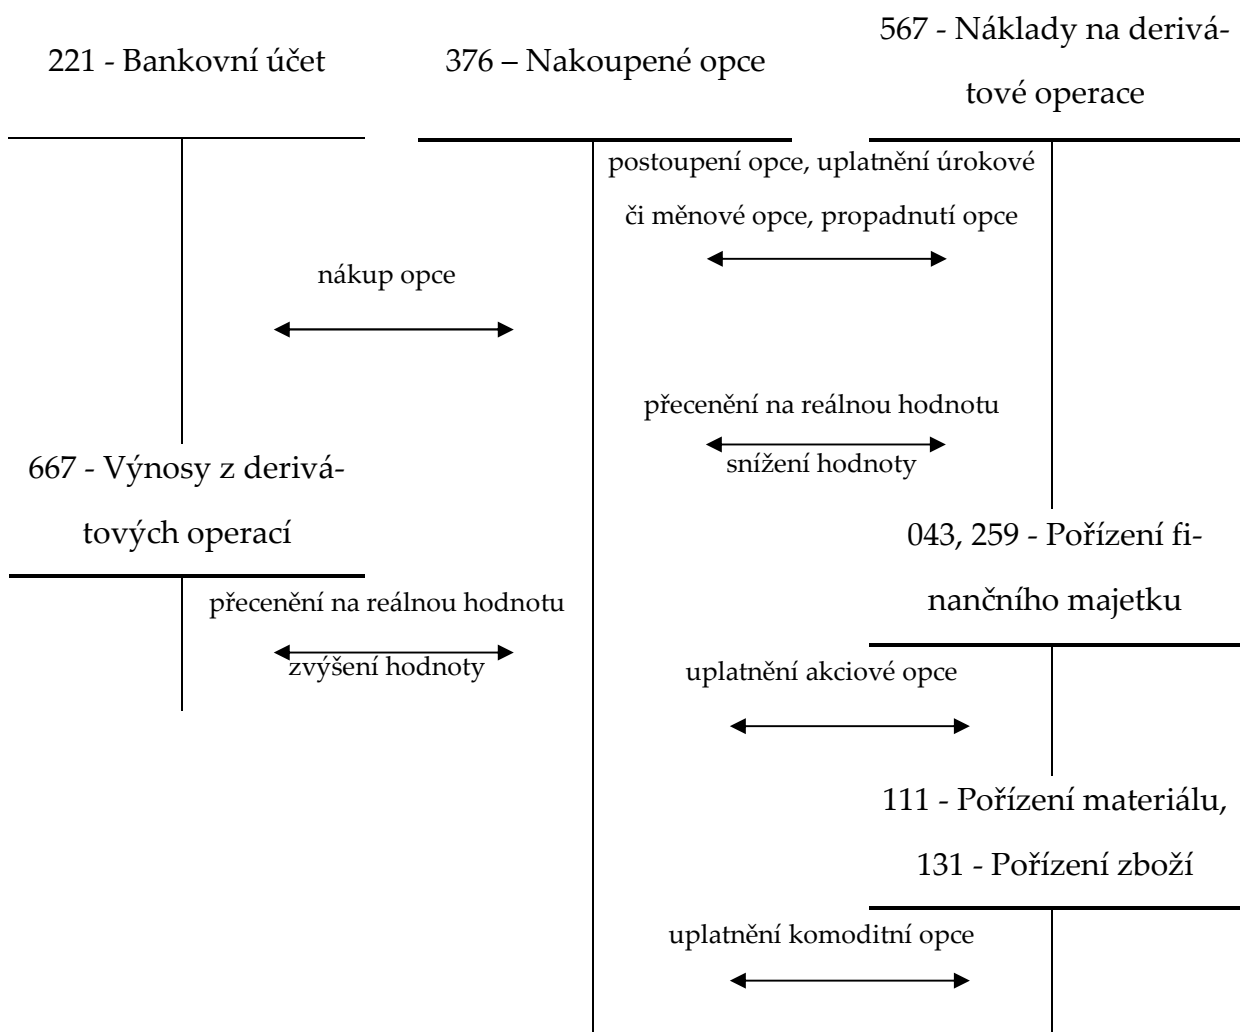 221 - Bankovní účet
376 – Nakoupené opce
567 - Náklady na derivá-
tové operace
postoupení opce, uplatnění úrokové
či měnové opce, propadnutí opce
nákup opce
přecenění na reálnou hodnotu
snížení hodnoty
667 - Výnosy z derivá-
tových operací
přecenění na reálnou hodnotu
zvýšení hodnoty
043, 259 - Pořízení fi-
nančního majetku
uplatnění akciové opce
111 - Pořízení materiálu,
131 - Pořízení zboží
uplatnění komoditní opce